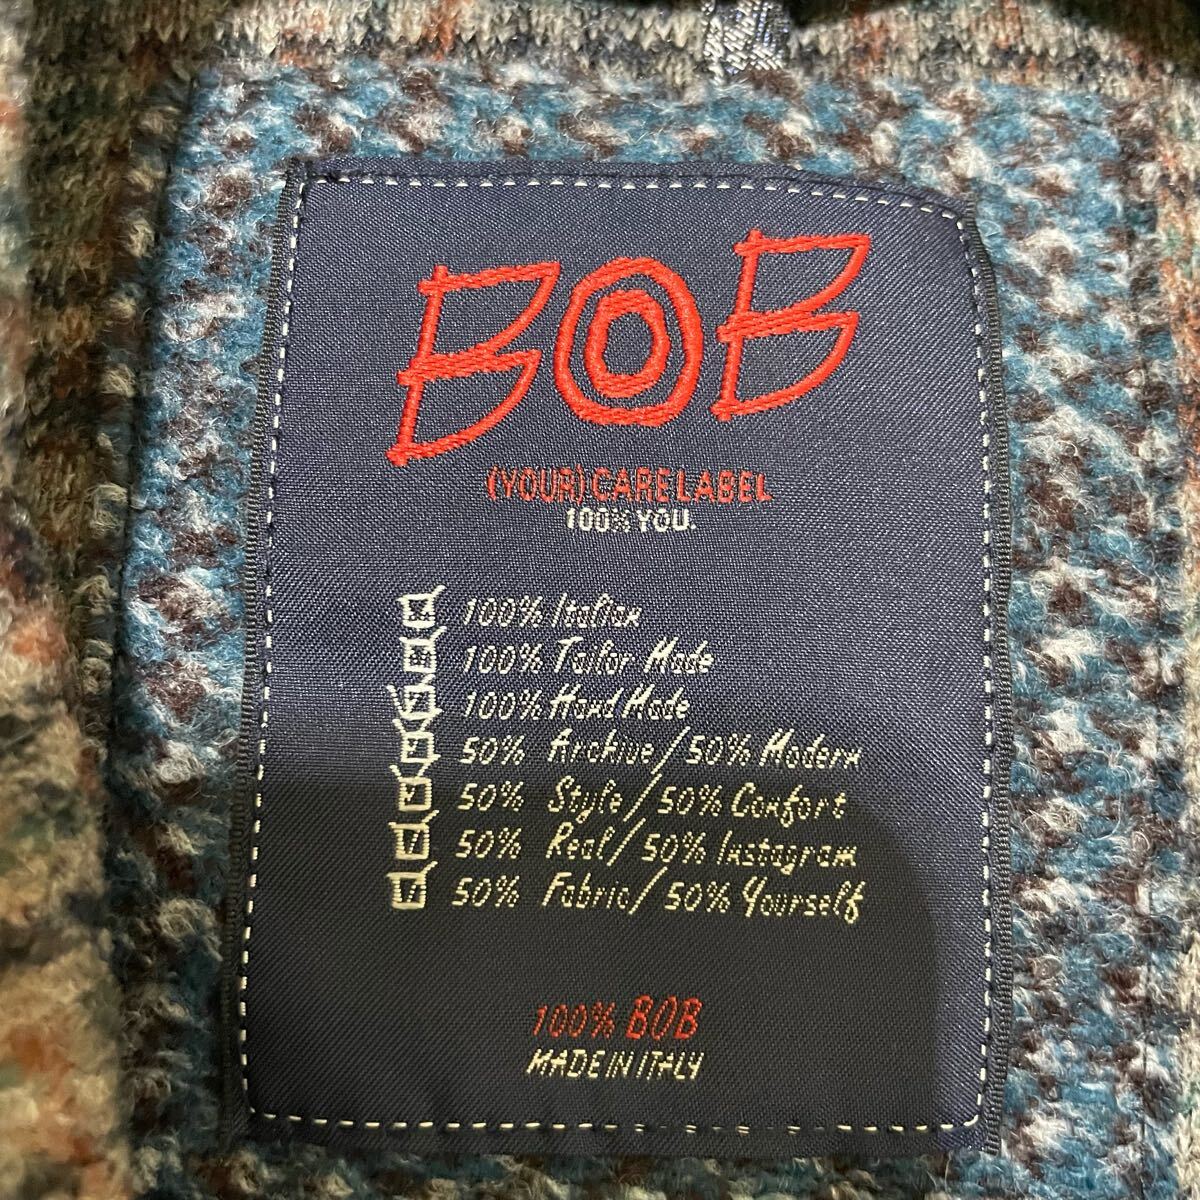 BOB
(YOUR) CARE LABEL
100% YOU.
100% Italian
100% Tailor Made
100% Hand Made
50% Archive / 50% Modern
50% Style / 50% Comfort
50% Real / 50% Instagram
50% Fabric / 50% Yourself
100% BOB
MADE IN ITALY